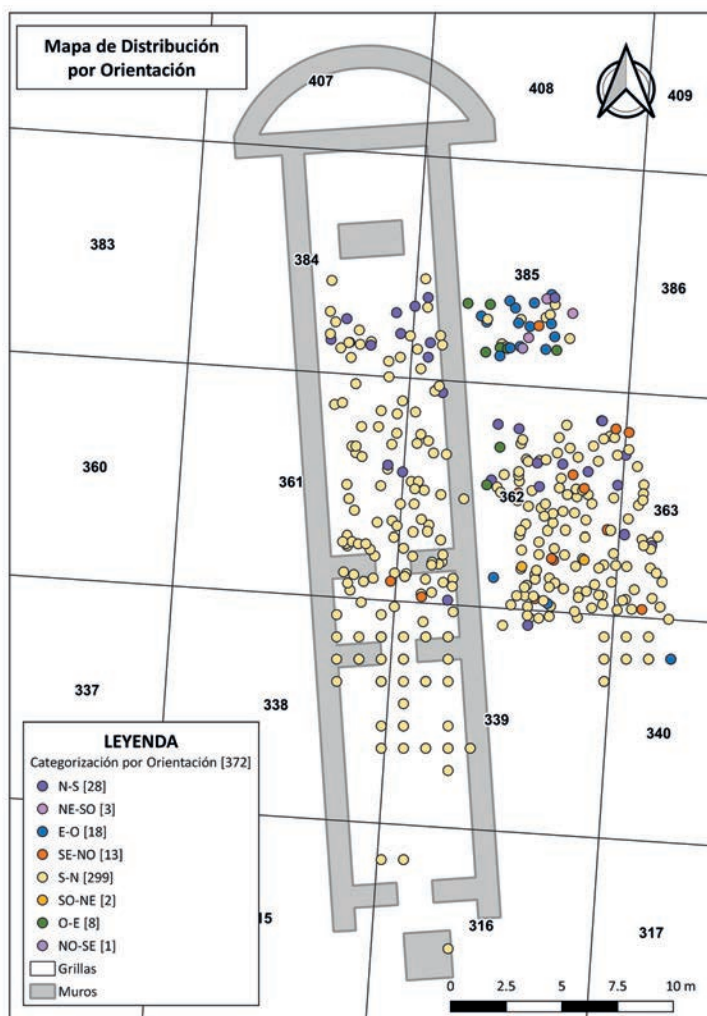 Mapa de Distribución
por Orientación
407
408
409
383
384
385
386
360
361
362
363
337
338
339
340
LEYENDA
Categorización por Orientación [372]
N-S [28]
NE-SO [3]
E-O [18]
SE-NO [13]
S-N [299]
SO-NE [2]
O-E [8]
NO-SE [1]
Grillas
Muros
15
316
317
0 2.5 5 7.5 10 m